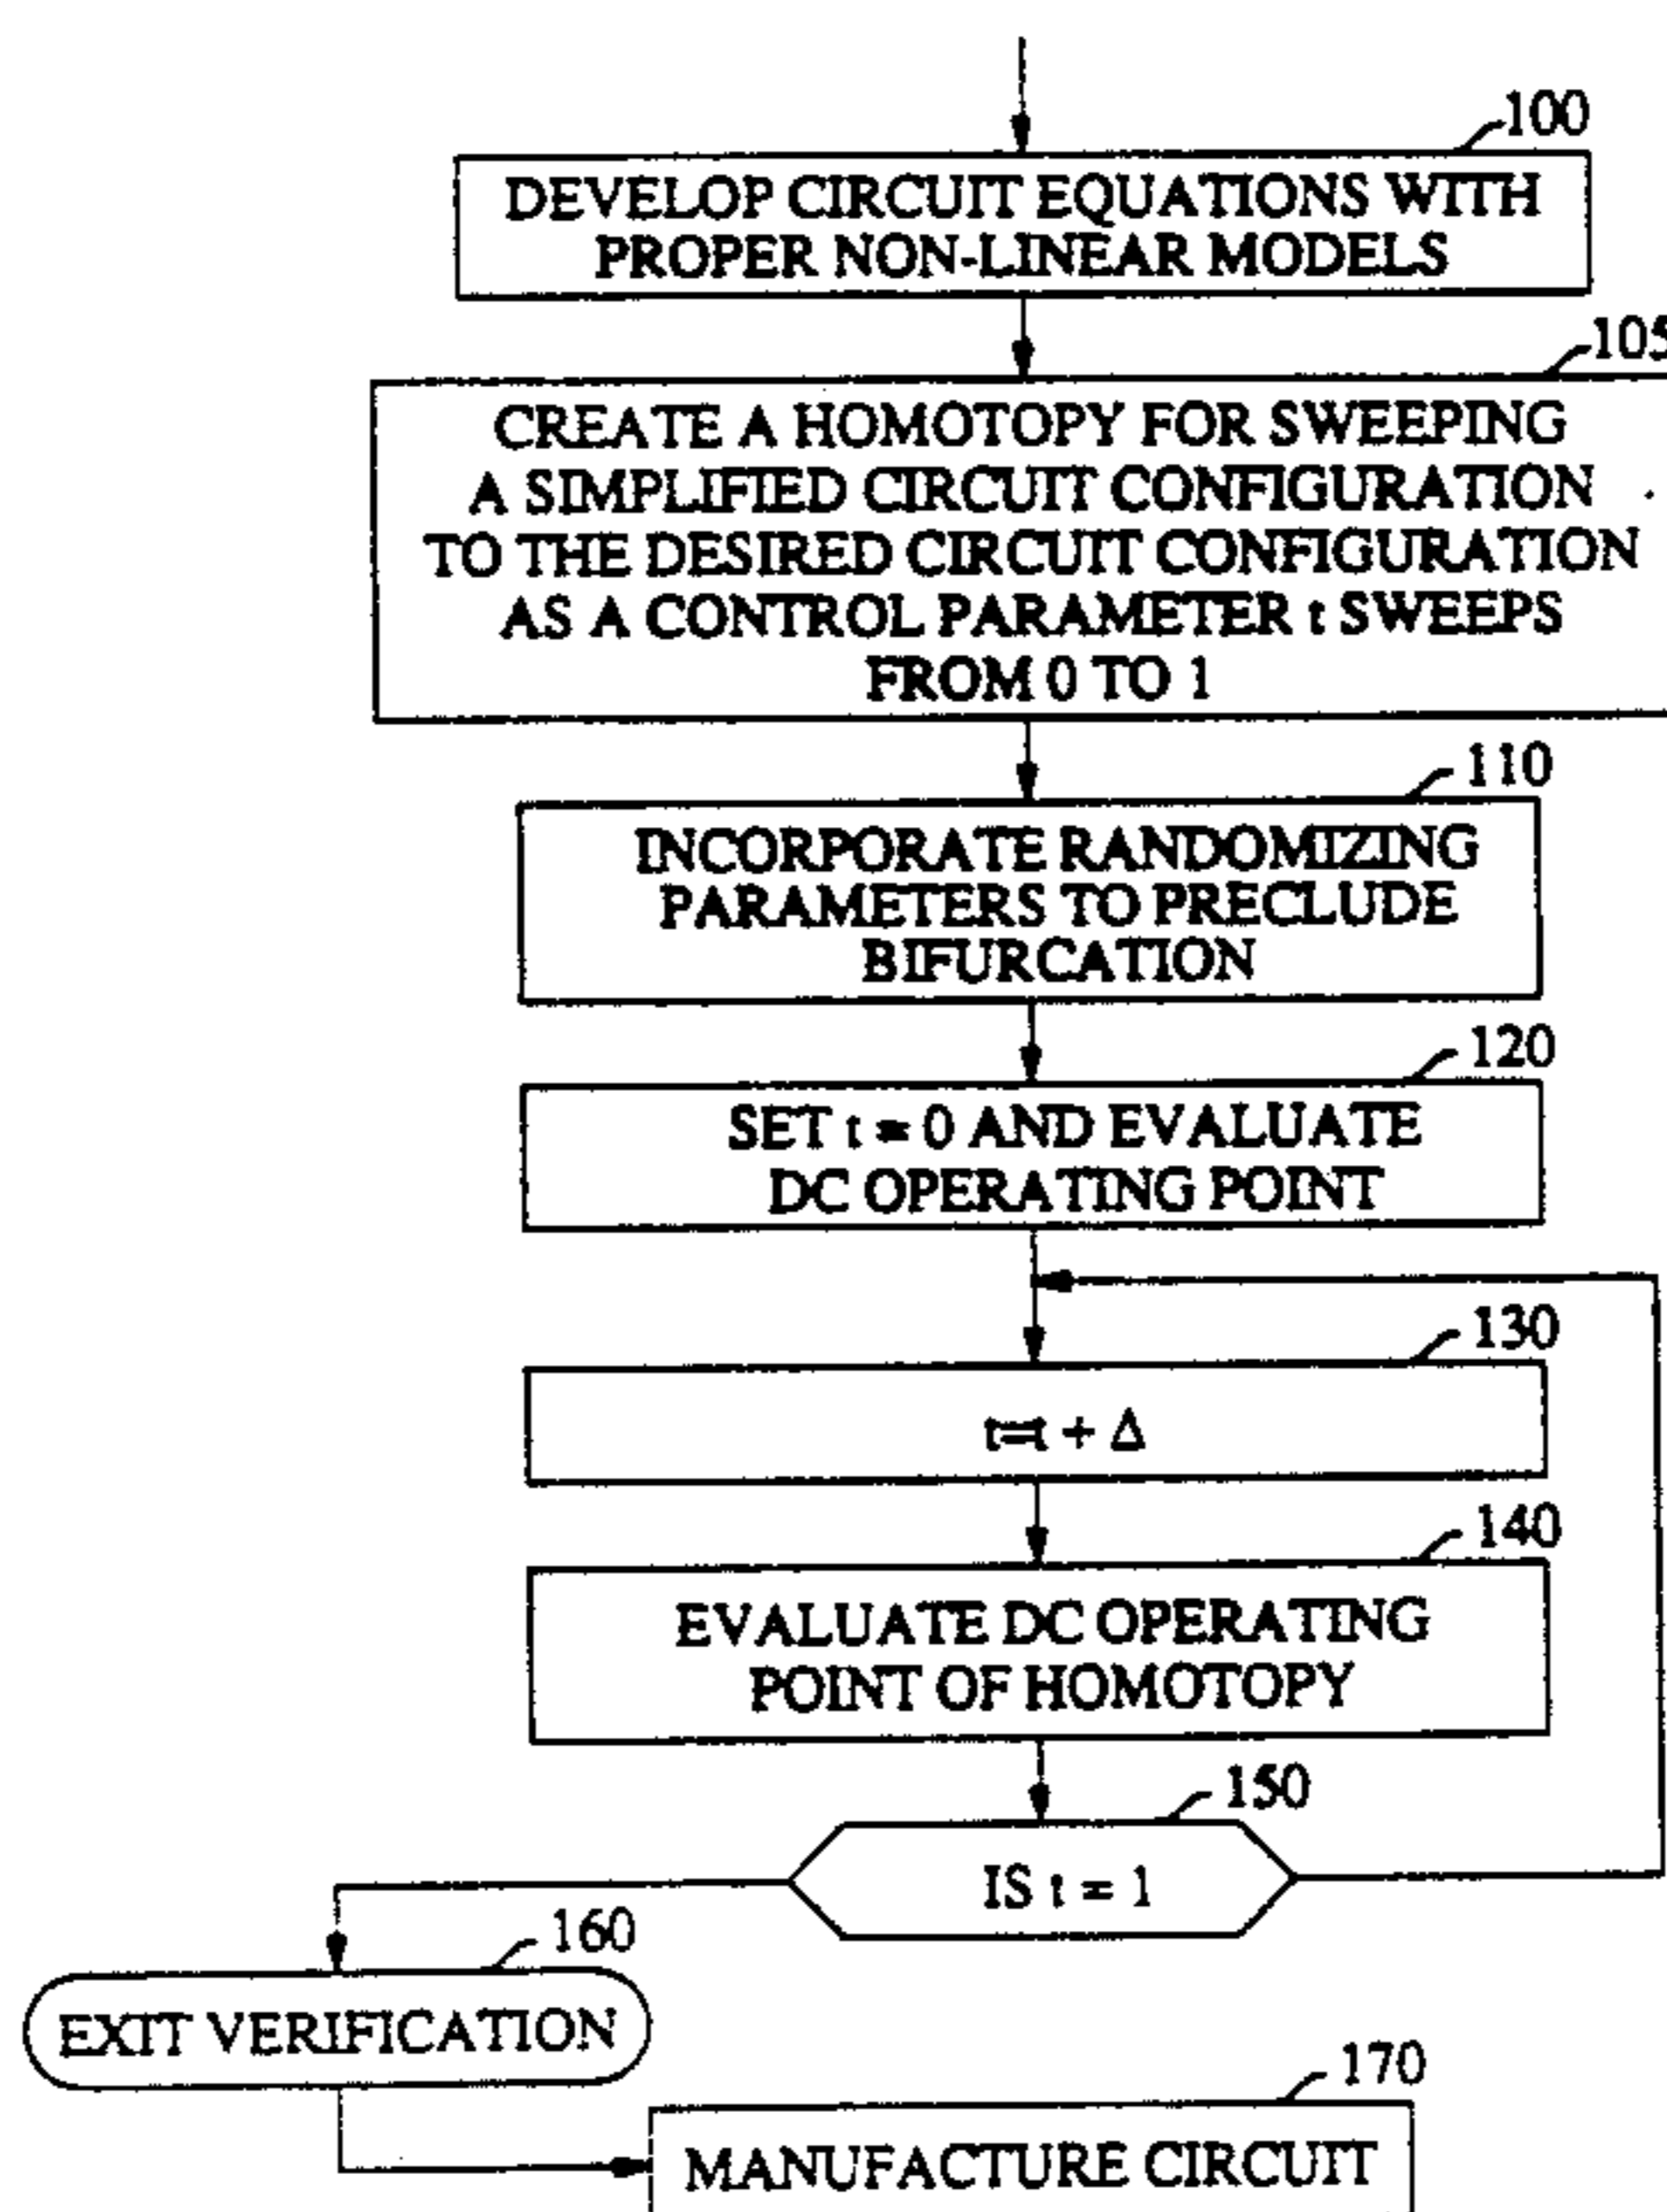 100
DEVELOP CIRCUIT EQUATIONS WITH
PROPER NON-LINEAR MODELS
105
CREATE A HOMOTOPY FOR SWEEPING
A SIMPLIFIED CIRCUIT CONFIGURATION
TO THE DESIRED CIRCUIT CONFIGURATION
AS A CONTROL PARAMETER t SWEEPS
FROM 0 TO 1
110
INCORPORATE RANDOMIZING
PARAMETERS TO PRECLUDE
BIFURCATION
120
SET t = 0 AND EVALUATE
DC OPERATING POINT
130
t=t + Δ
140
EVALUATE DC OPERATING
POINT OF HOMOTOPY
150
IS t = 1
160
EXIT VERIFICATION
170
MANUFACTURE CIRCUIT